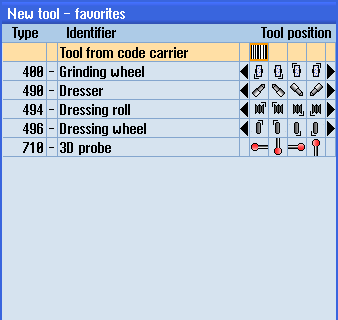 New tool - favorites
Type Identifier Tool position
Tool from code carrier
400 - Grinding wheel
490 - Dresser
494 - Dressing roll
496 - Dressing wheel
710 - 3D probe